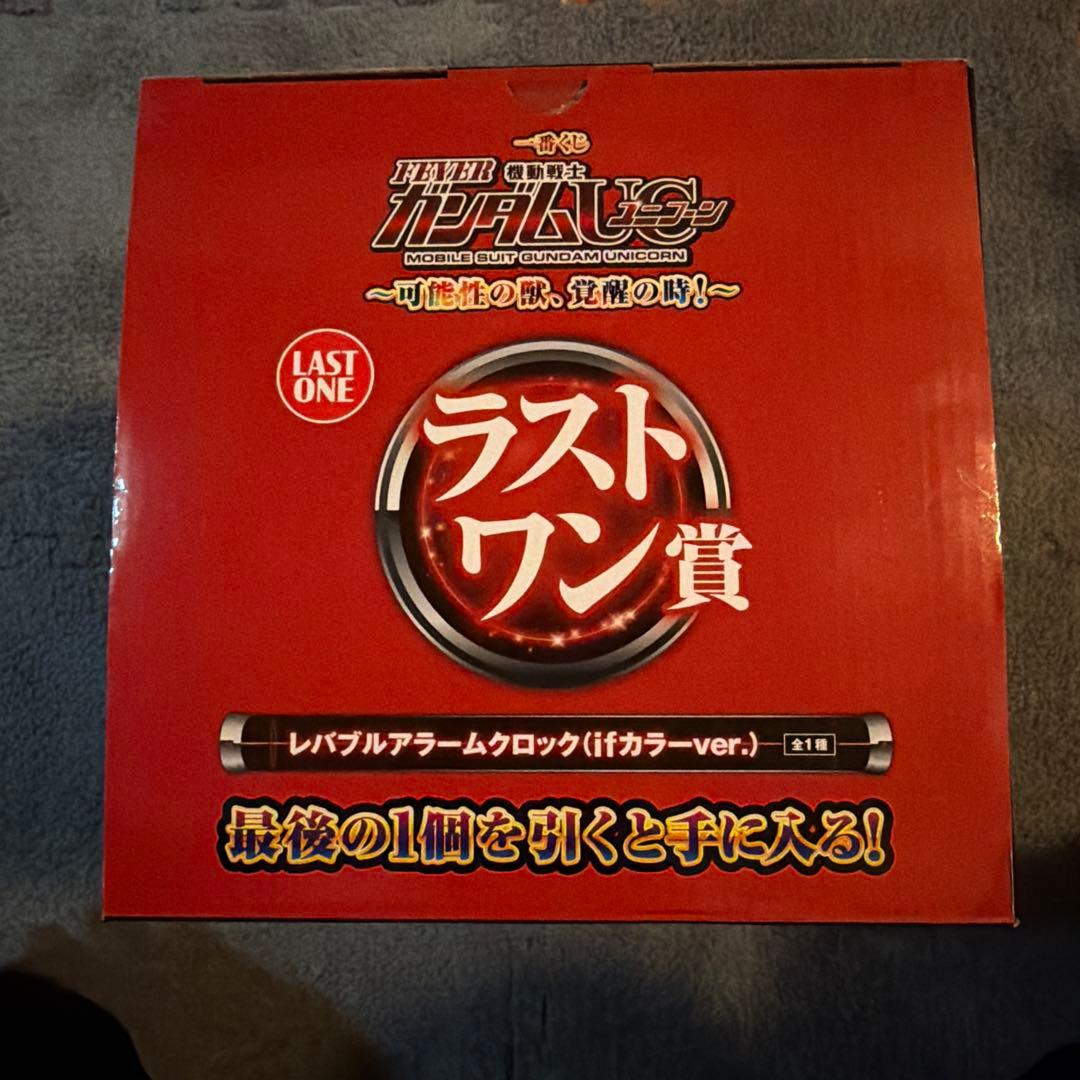 一番くじ
FEVER 機動戦士
ガンダムUC ユニコーン
MOBILE SUIT GUNDAM UNICORN
～可能性の獣、覚醒の時！～
LAST
ONE
ラスト
ワン賞
レバブルアラームクロック(ifカラーver.) 全1種
最後の1個を引くと手に入る！